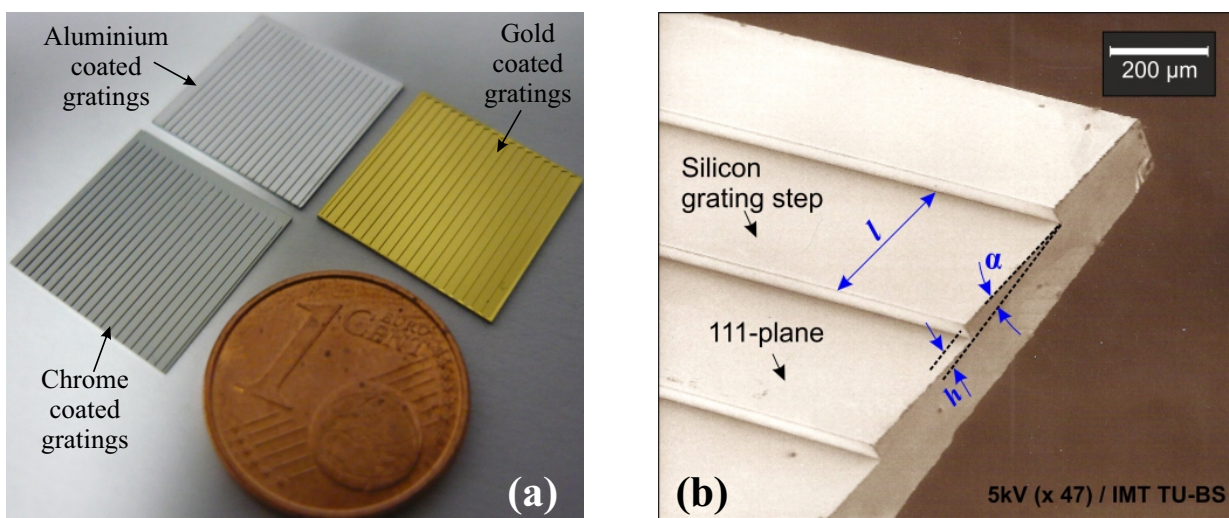 Aluminium
coated
gratings
Gold
coated
gratings
Chrome
coated
gratings
1
EURO
CENT
(a)
200 µm
Silicon
grating step
l
α
111-plane
h
(b)
5kV (x 47) / IMT TU-BS